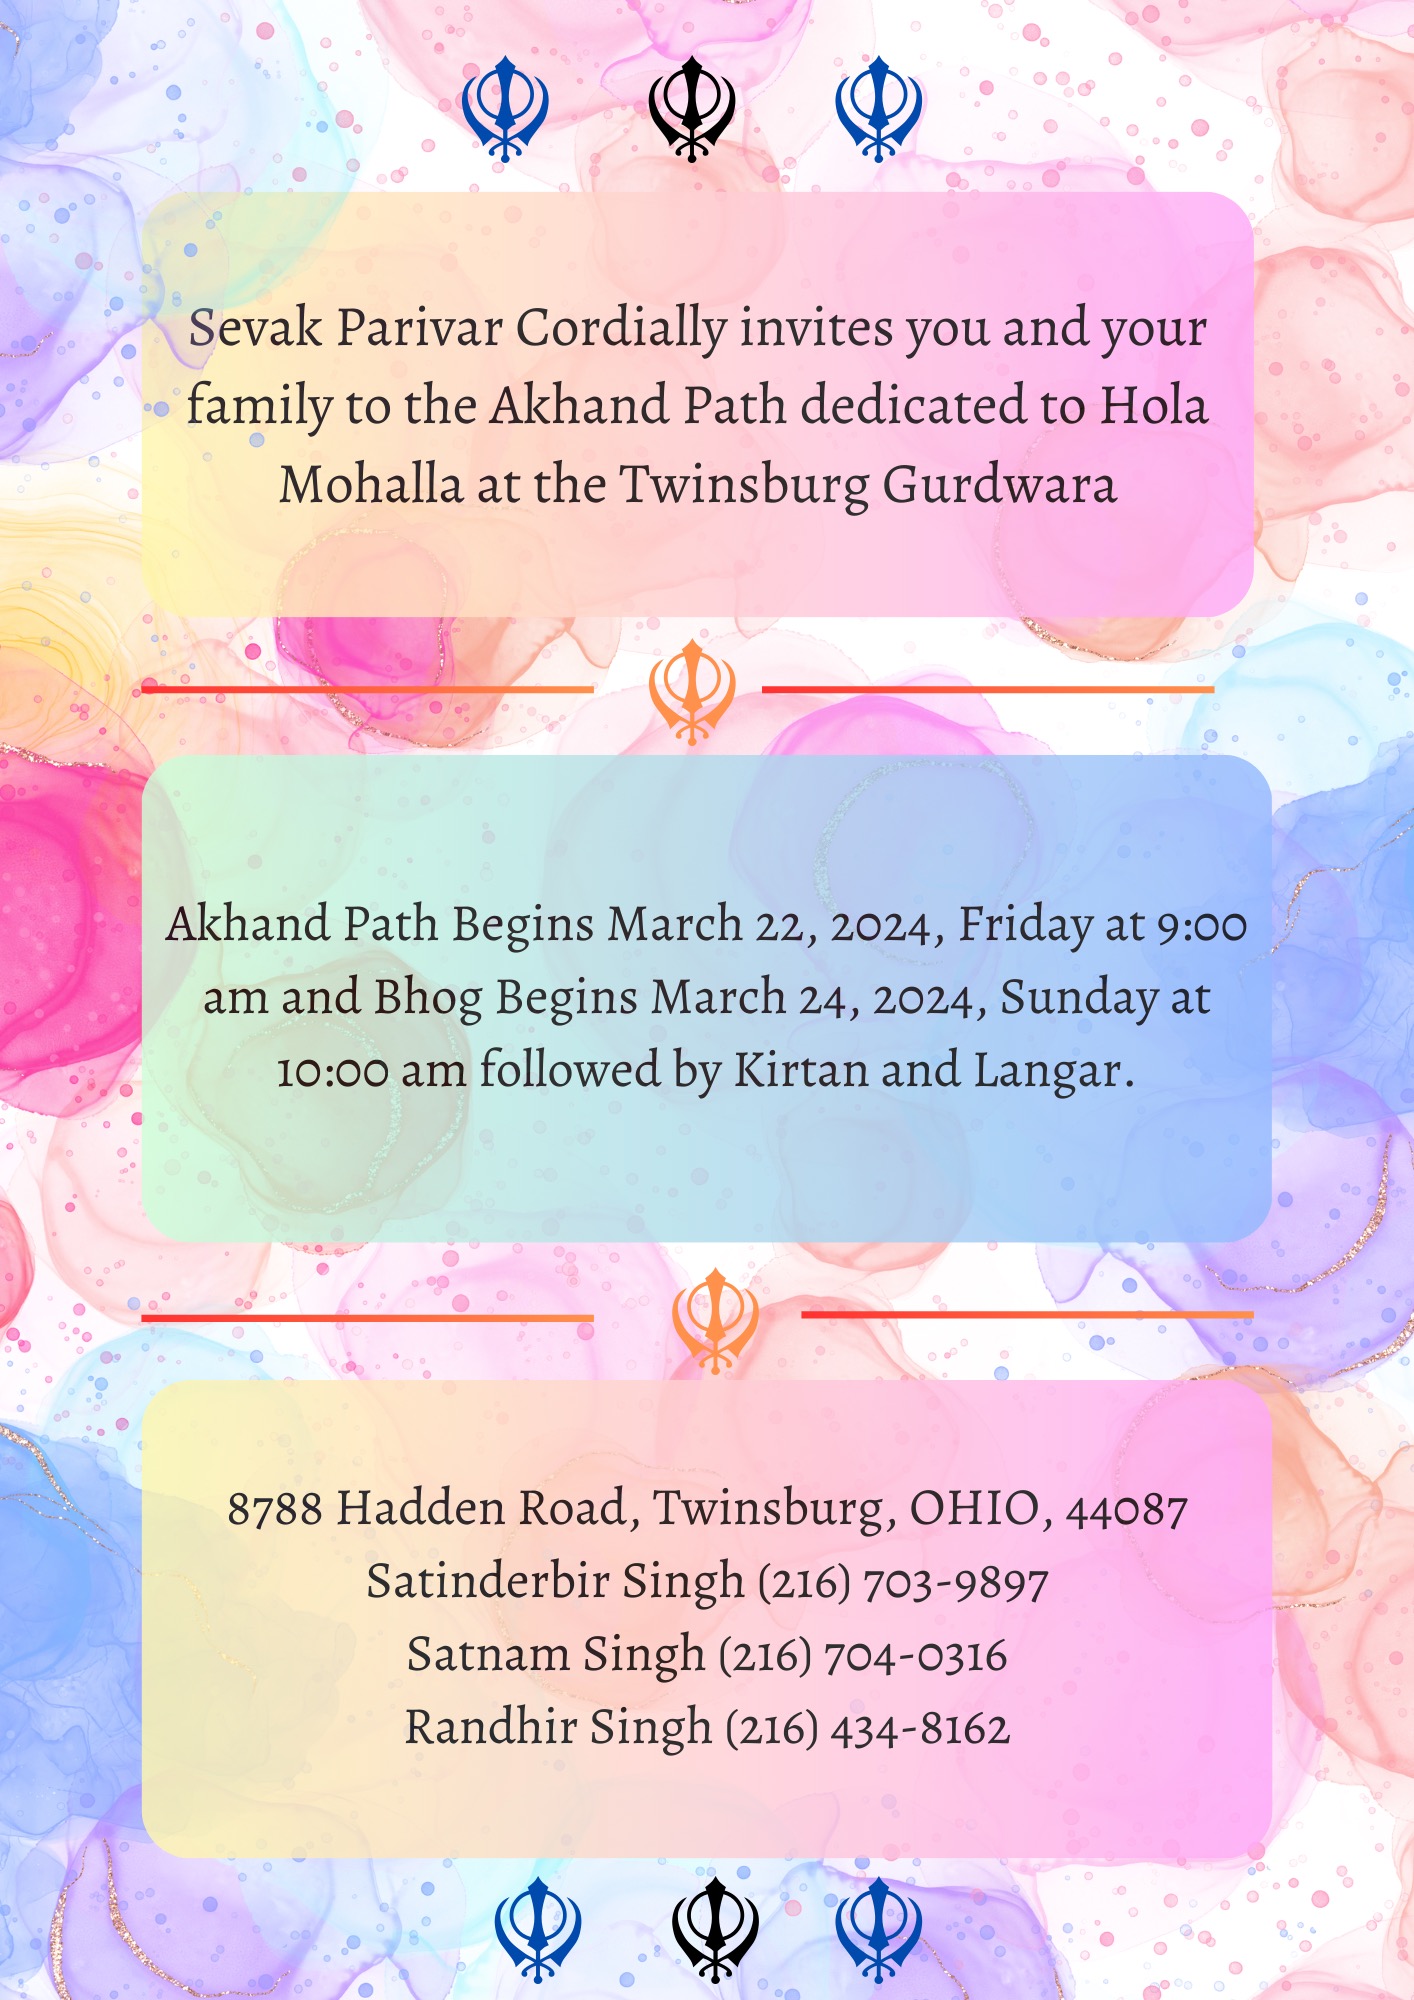 Sevak Parivar Cordially invites you and your
family to the Akhand Path dedicated to Hola
Mohalla at the Twinsburg Gurdwara
Akhand Path Begins March 22, 2024, Friday at 9:00
am and Bhog Begins March 24, 2024, Sunday at
10:00 am followed by Kirtan and Langar.
8788 Hadden Road, Twinsburg, OHIO, 44087
Satinderbir Singh (216) 703-9897
Satnam Singh (216) 704-0316
Randhir Singh (216) 434-8162